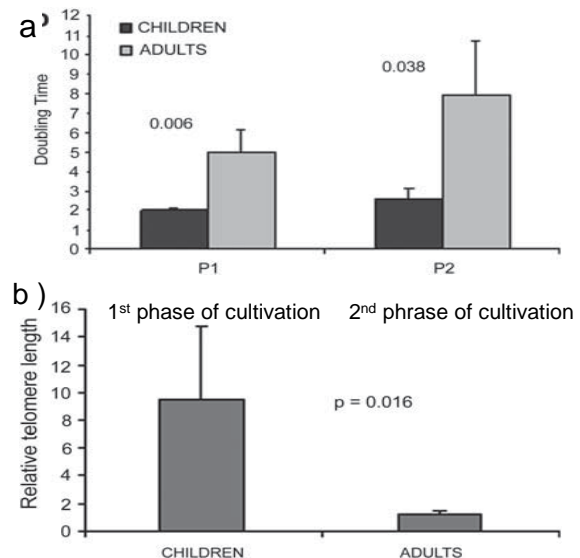 a
12
11
10
9
8
7
6
5
4
3
2
1
0
Doubling Time
CHILDREN
ADULTS
0.006
0.038
P1
P2
b )
1st phase of cultivation
2nd phrase of cultivation
16
14
12
10
8
6
4
2
0
Relative telomere length
p = 0.016
CHILDREN
ADULTS